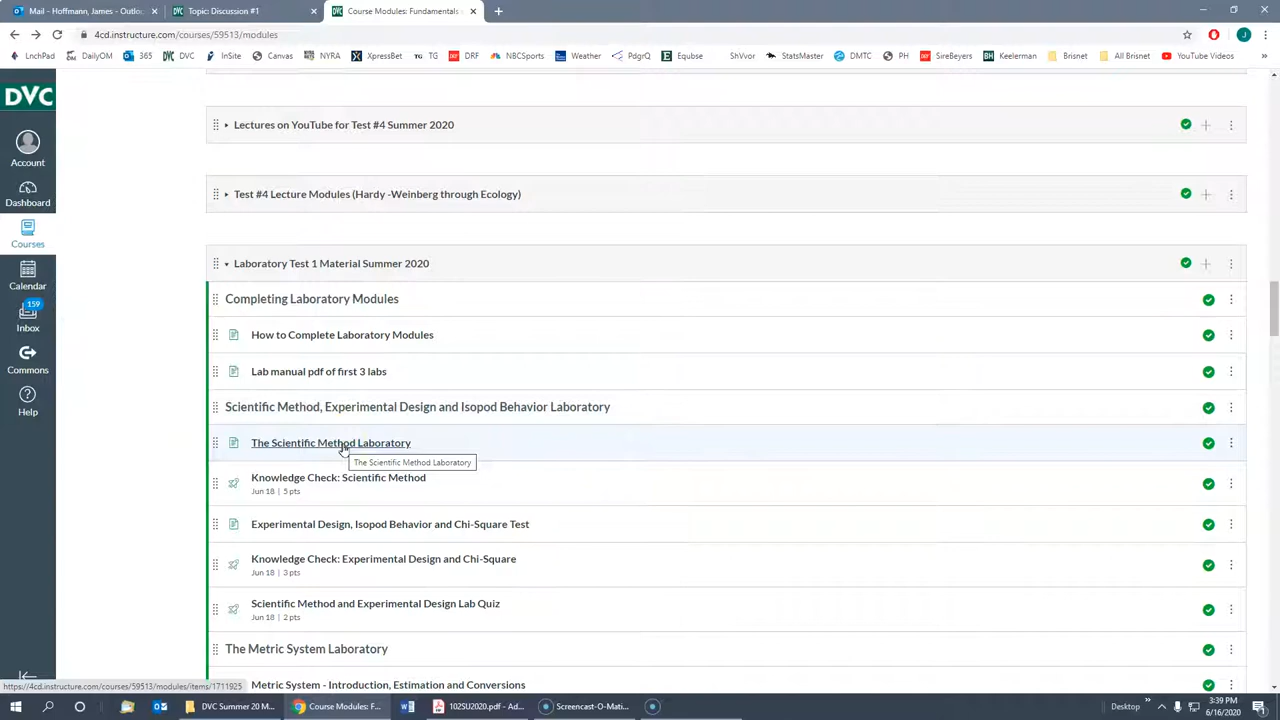 Mail - Hoffmann, James - Outlo
Topic: Discussion #1
Course Modules: Fundamentals
4cd.instructure.com/courses/59513/modules
J
LnchPad
DailyOM
365
DVC
InSite
Canvas
NYRA
XpressBet
TG
DRF
NBCSports
Weather
PdgrQ
Equbse
ShVvor
StatsMaster
DMTC
PH
SireBeyers
Keelerman
Brisnet
All Brisnet
YouTube Videos
DVC
Account
Dashboard
Courses
Calendar
159
Inbox
Commons
Help
Lectures on YouTube for Test #4 Summer 2020
Test #4 Lecture Modules (Hardy -Weinberg through Ecology)
Laboratory Test 1 Material Summer 2020
Completing Laboratory Modules
How to Complete Laboratory Modules
Lab manual pdf of first 3 labs
Scientific Method, Experimental Design and Isopod Behavior Laboratory
The Scientific Method Laboratory
The Scientific Method Laboratory
Knowledge Check: Scientific Method
Jun 18 | 5 pts
Experimental Design, Isopod Behavior and Chi-Square Test
Knowledge Check: Experimental Design and Chi-Square
Jun 18 | 3 pts
Scientific Method and Experimental Design Lab Quiz
Jun 18 | 2 pts
The Metric System Laboratory
Metric System - Introduction, Estimation and Conversions
https://4cd.instructure.com/courses/59513/modules/items/1711925
DVC Summer 20 M...
Course Modules: F...
102SU2020.pdf - Ad...
Screencast-O-Mati...
Desktop
3:39 PM
6/16/2020